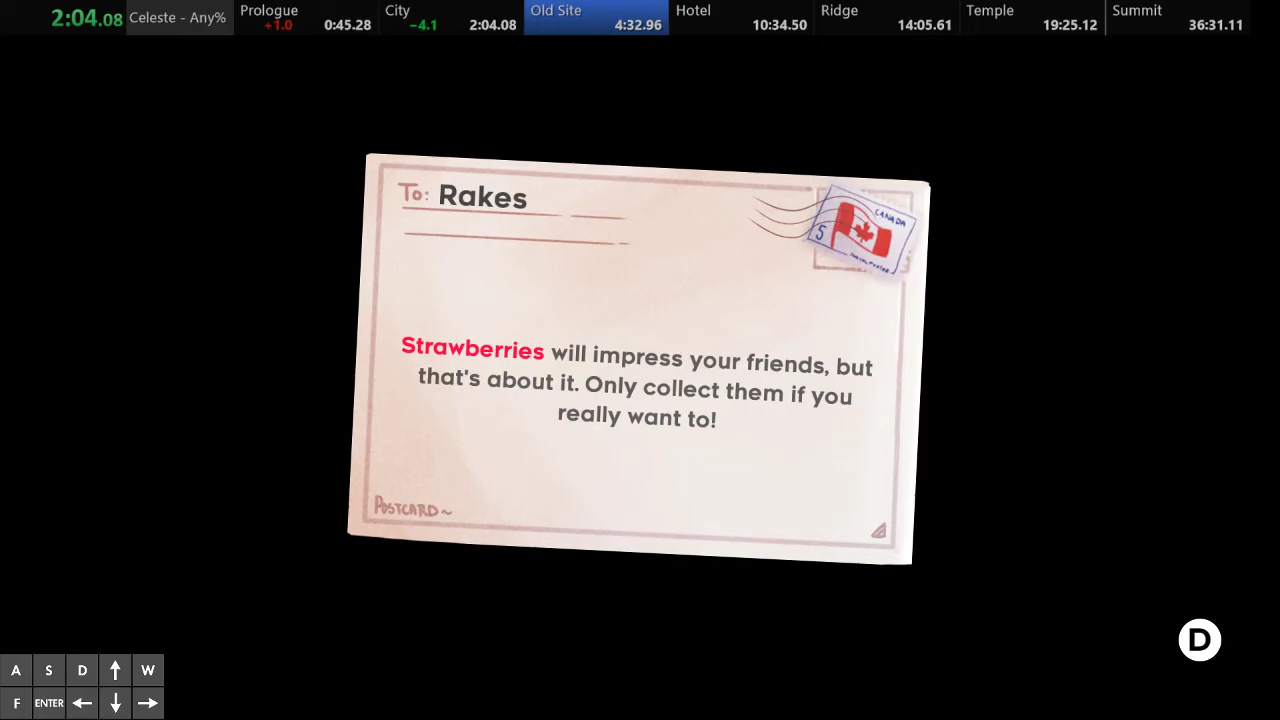 2:04.08 Celeste - Any% Prologue City Old Site Hotel Ridge Temple Summit
+1.0 0:45.28 -4.1 2:04.08 4:32.96 10:34.50 14:05.61 19:25.12 36:31.11
To: Rakes
CANADA
5
Strawberries will impress your friends, but
that's about it. Only collect them if you
really want to!
POSTCARD~
D
A S D ↑ W
F ENTER ← ↓ →